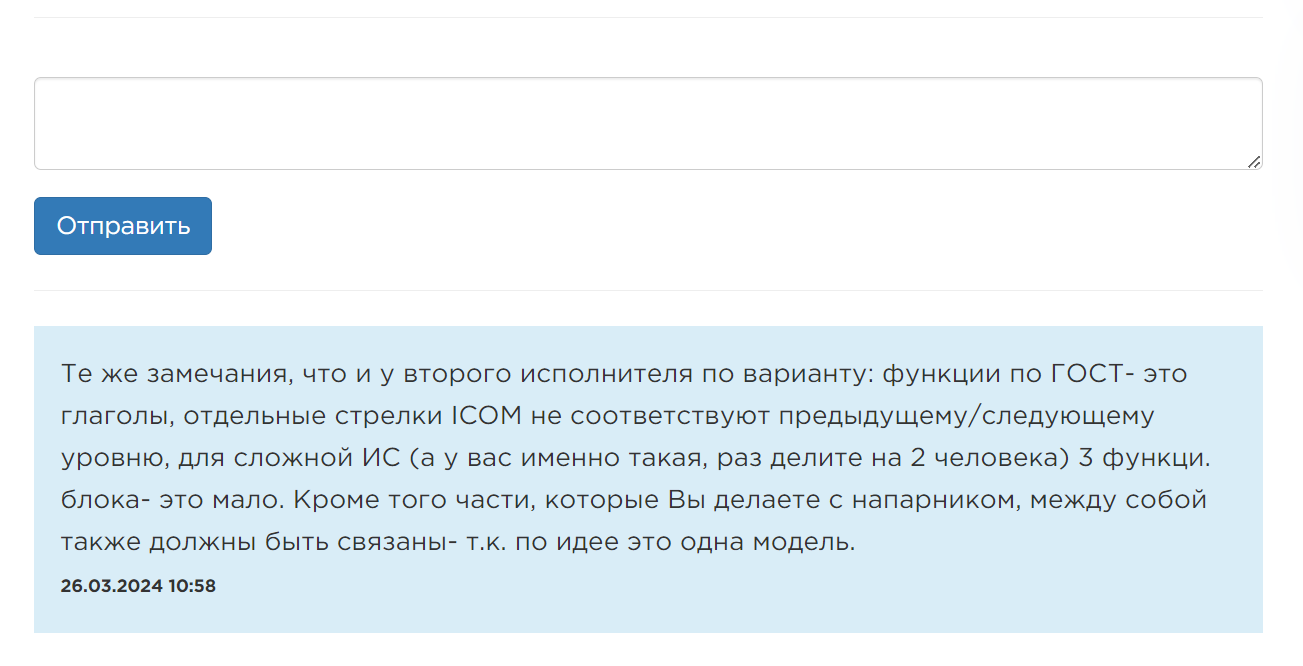 Отправить
Те же замечания, что и у второго исполнителя по варианту: функции по ГОСТ- это
глаголы, отдельные стрелки ICOM не соответствуют предыдущему/следующему
уровню, для сложной ИС (а у вас именно такая, раз делите на 2 человека) 3 функци.
блока- это мало. Кроме того части, которые Вы делаете с напарником, между собой
также должны быть связаны- т.к. по идее это одна модель.
26.03.2024 10:58